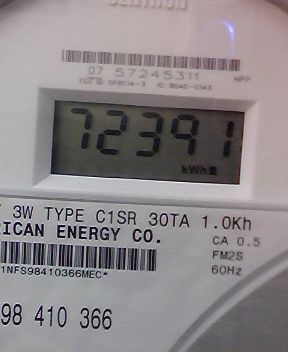 07 57245311
72391
kWh
3W TYPE C1SR 30TA 1.0Kh
RICAN ENERGY CO.
CA 0.5
FM2S
1NFS98410366MEC*
60Hz
98 410 366